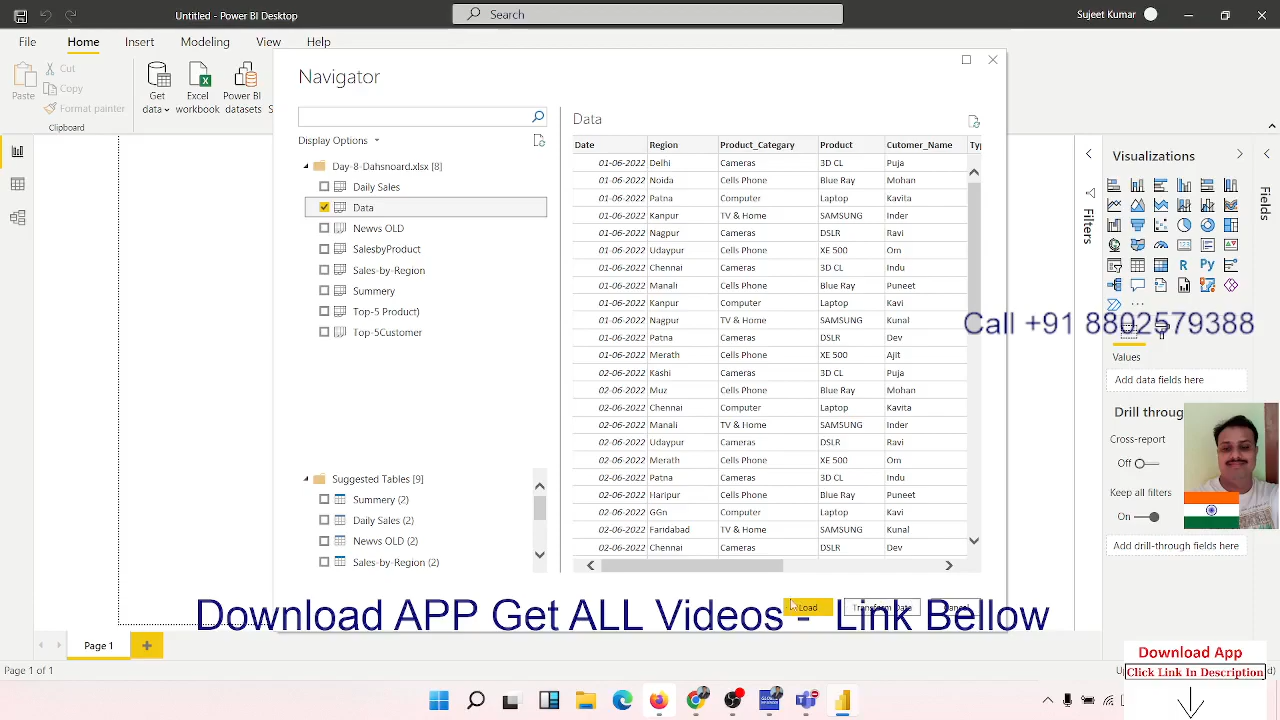 Untitled - Power BI Desktop
Search
Sujeet Kumar
File
Home
Insert
Modeling
View
Help
Paste
Cut
Copy
Format painter
Clipboard
Get data
Excel workbook
Power BI datasets
Navigator
Display Options
Day-8-Dahsnoard.xlsx [8]
Daily Sales
Data
Newvs OLD
SalesbyProduct
Sales-by-Region
Summery
Top-5 Product)
Top-5Customer
Suggested Tables [9]
Summery (2)
Daily Sales (2)
Newvs OLD (2)
Sales-by-Region (2)
Data
Date Region Product_Categary Product Cutomer_Name
01-06-2022 Delhi Cameras 3D CL Puja
01-06-2022 Noida Cells Phone Blue Ray Mohan
01-06-2022 Patna Computer Laptop Kavita
01-06-2022 Kanpur TV & Home SAMSUNG Inder
01-06-2022 Nagpur Cameras DSLR Ravi
01-06-2022 Udaypur Cells Phone XE 500 Om
01-06-2022 Chennai Cameras 3D CL Indu
01-06-2022 Manali Cells Phone Blue Ray Puneet
01-06-2022 Kanpur Computer Laptop Kavi
01-06-2022 Nagpur TV & Home SAMSUNG Kunal
01-06-2022 Patna Cameras DSLR Dev
01-06-2022 Merath Cells Phone XE 500 Ajit
02-06-2022 Kashi Cameras 3D CL Puja
02-06-2022 Muz Cells Phone Blue Ray Mohan
02-06-2022 Chennai Computer Laptop Kavita
02-06-2022 Manali TV & Home SAMSUNG Inder
02-06-2022 Udaypur Cameras DSLR Ravi
02-06-2022 Merath Cells Phone XE 500 Om
02-06-2022 Patna Cameras 3D CL Indu
02-06-2022 Haripur Cells Phone Blue Ray Puneet
02-06-2022 GGn Computer Laptop Kavi
02-06-2022 Faridabad TV & Home SAMSUNG Kunal
02-06-2022 Chennai Cameras DSLR Dev
Load
Transform Data
Cancel
Filters
Visualizations
Fields
Call +91 8802579388
Values
Add data fields here
Drill through
Cross-report
Off
Keep all filters
On
Add drill-through fields here
Download APP Get ALL Videos - Link Bellow
Page 1
Page 1 of 1
Download App
Click Link In Description